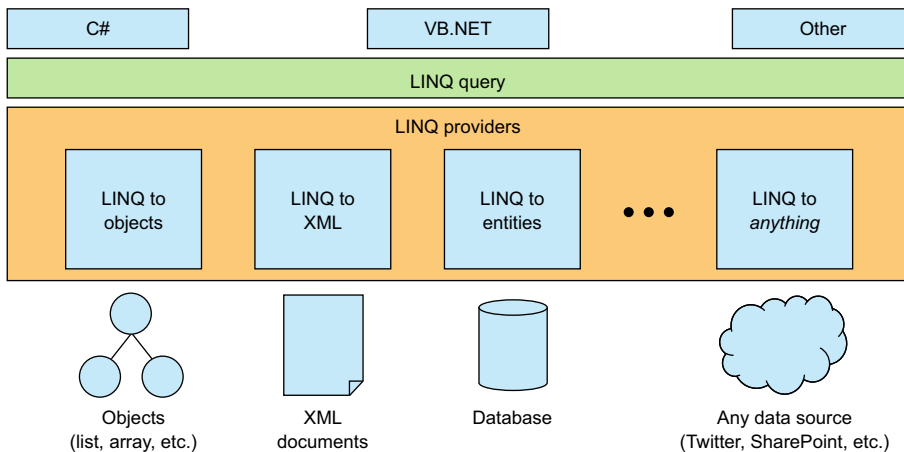 C#
VB.NET
Other
LINQ query
LINQ providers
LINQ to
objects
LINQ to
XML
LINQ to
entities
LINQ to
anything
Objects
(list, array, etc.)
XML
documents
Database
Any data source
(Twitter, SharePoint, etc.)